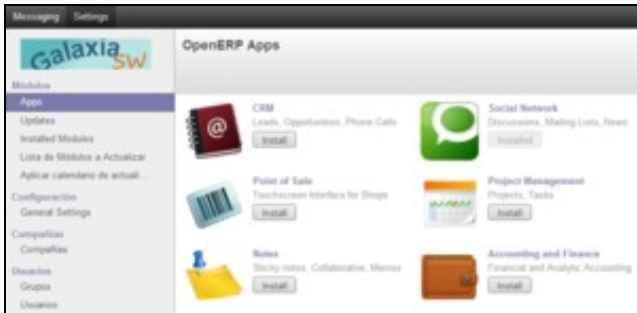 Messaging Settings
Galaxia SW
OpenERP Apps
Módulos
Apps
Updates
Installed Modules
Lista de Módulos a Actualizar
Aplicar calendario de actuali...
Configuración
General Settings
Compañías
Compañías
Usuarios
Grupos
Usuarios
CRM
Leads, Opportunities, Phone Calls
Install
Social Network
Discussions, Mailing Lists, News
Installed
Point of Sale
Touchscreen Interface for Shops
Install
Project Management
Projects, Tasks
Install
Notes
Sticky notes, Collaborative, Memos
Install
Accounting and Finance
Financial and Analytic Accounting
Install